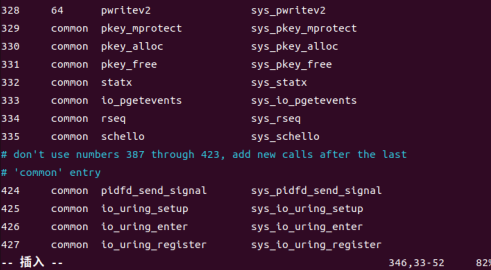 328 64 pwritev2 sys_pwritev2
329 common pkey_mprotect sys_pkey_mprotect
330 common pkey_alloc sys_pkey_alloc
331 common pkey_free sys_pkey_free
332 common statx sys_statx
333 common io_pgetevents sys_io_pgetevents
334 common rseq sys_rseq
335 common schello sys_schello
# don't use numbers 387 through 423, add new calls after the last
# 'common' entry
424 common pidfd_send_signal sys_pidfd_send_signal
425 common io_uring_setup sys_io_uring_setup
426 common io_uring_enter sys_io_uring_enter
427 common io_uring_register sys_io_uring_register
-- 插入 -- 346,33-52 82%